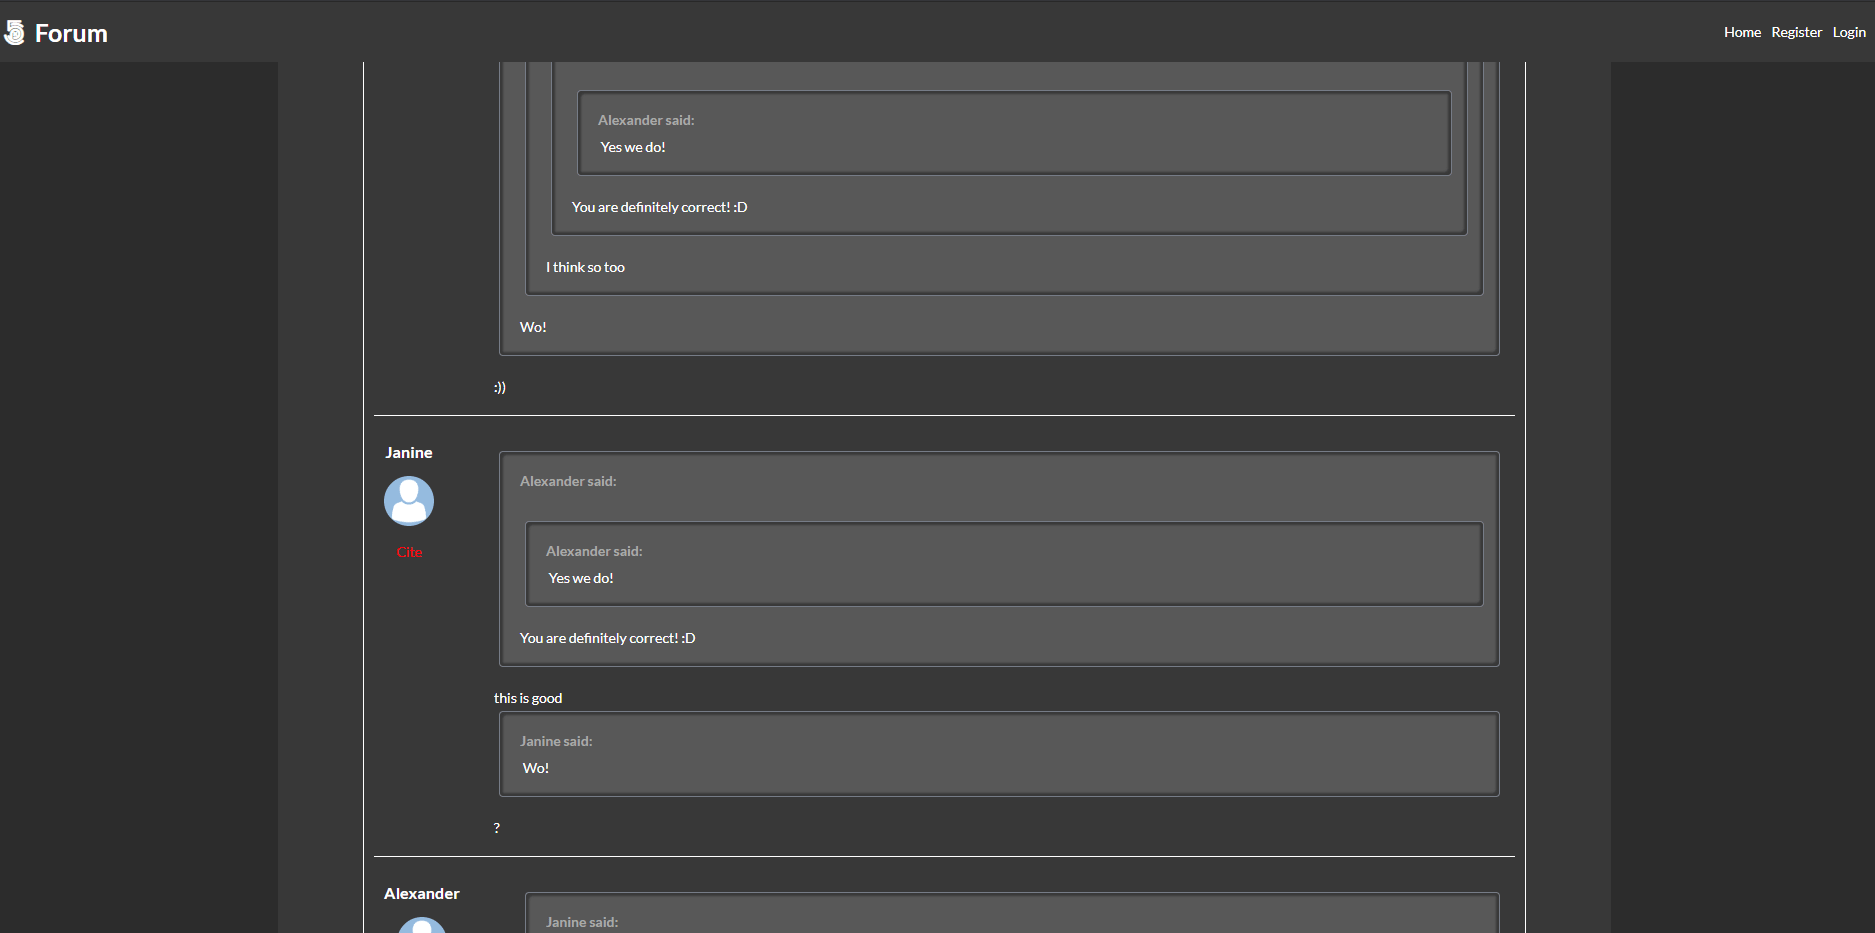 Forum
Home Register Login
Alexander said:
Yes we do!
You are definitely correct! :D
I think so too
Wo!
:))
Janine
Cite
Alexander said:
Alexander said:
Yes we do!
You are definitely correct! :D
this is good
Janine said:
Wo!
?
Alexander
Janine said: